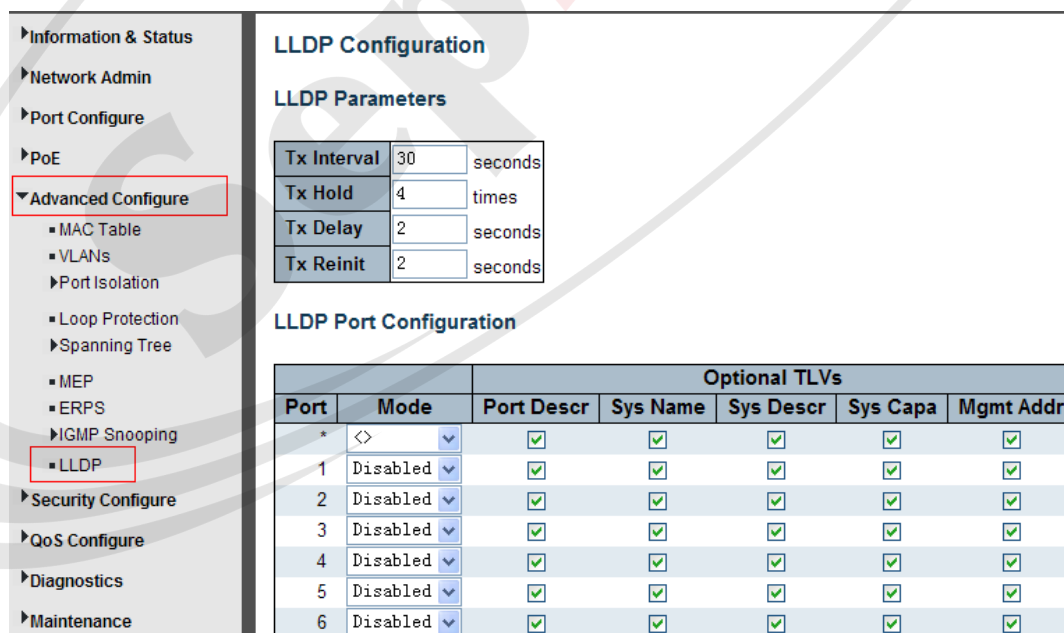 Information & Status
Network Admin
Port Configure
PoE
Advanced Configure
MAC Table
VLANs
Port Isolation
Loop Protection
Spanning Tree
MEP
ERPS
IGMP Snooping
LLDP
Security Configure
QoS Configure
Diagnostics
Maintenance
LLDP Configuration
LLDP Parameters
Tx Interval 30 seconds
Tx Hold 4 times
Tx Delay 2 seconds
Tx Reinit 2 seconds
LLDP Port Configuration
Optional TLVs
Port Mode Port Descr Sys Name Sys Descr Sys Capa Mgmt Addr
* <>
1 Disabled
2 Disabled
3 Disabled
4 Disabled
5 Disabled
6 Disabled
Sep